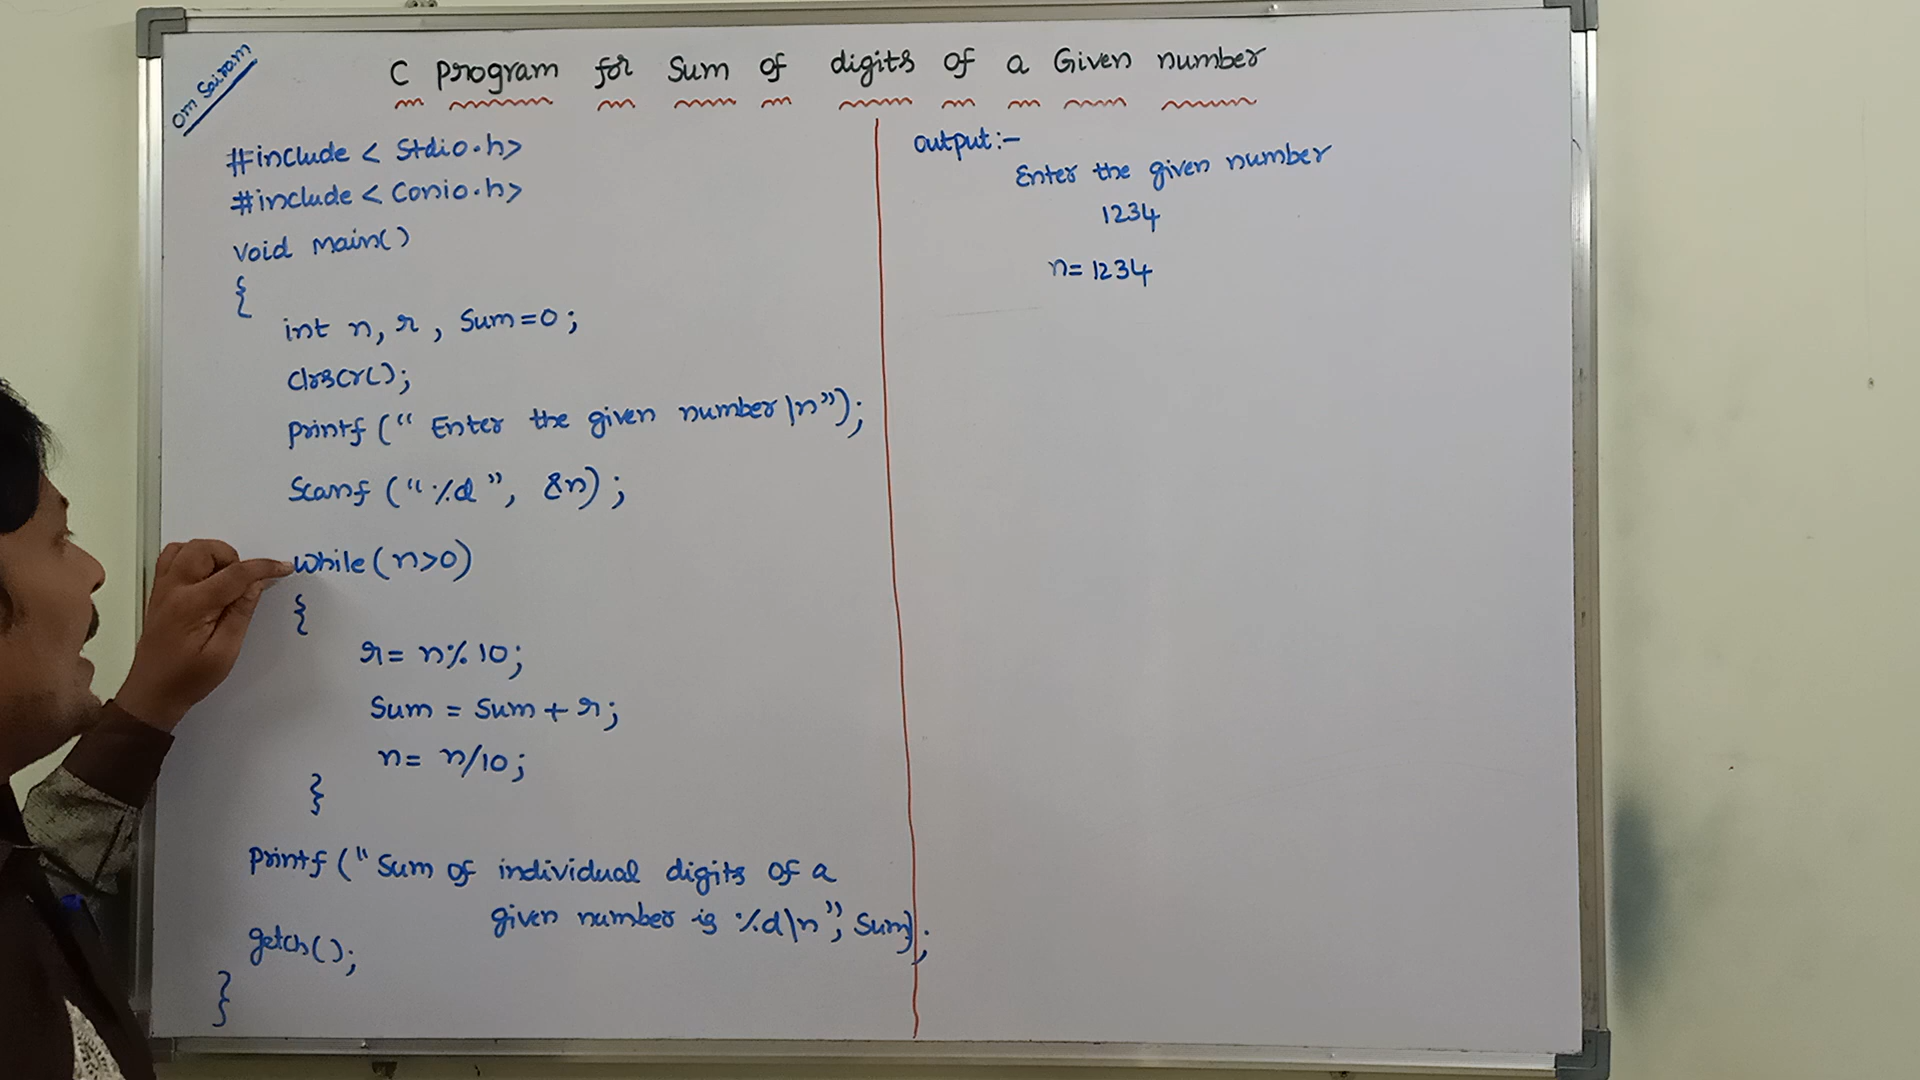 Om Sairam
C program for Sum of digits of a Given number
#include < Stdio.h>
#include < Conio.h>
Void main()
{
int n, r, Sum=0;
Clrscr();
printf (“ Enter the given number\n”);
Scanf (“%d”, &n);
while(n>0)
{
r= n%10;
Sum = Sum + r;
n= n/10;
}
printf (“Sum of individual digits of a
given number is %d\n”, Sum);
getch();
}
output:-
Enter the given number
1234
n= 1234